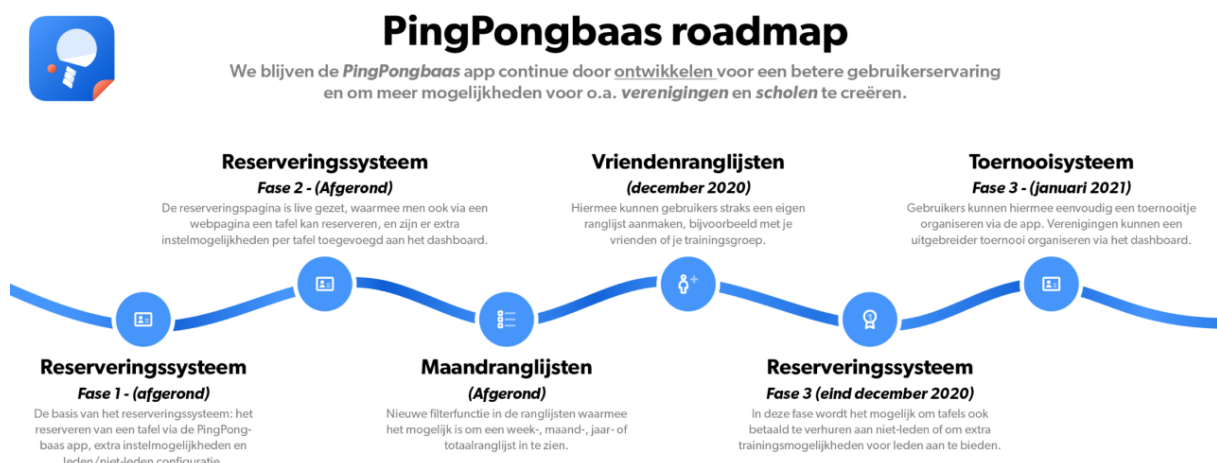 PingPongbaas roadmap
We blijven de PingPongbaas app continue door ontwikkelen voor een betere gebruikerservaring
en om meer mogelijkheden voor o.a. verenigingen en scholen te creëren.
Reserveringssysteem
Fase 2 - (Afgerond)
De reserveringspagina is live gezet, waarmee men ook via een
webpagina een tafel kan reserveren, en zijn er extra
instelmogelijkheden per tafel toegevoegd aan het dashboard.
Vriendenranglijsten
(december 2020)
Hiermee kunnen gebruikers straks een eigen
ranglijst aanmaken, bijvoorbeeld met je
vrienden of je trainingsgroep.
Toernooisysteem
Fase 3 - (januari 2021)
Gebruikers kunnen hiermee eenvoudig een toernooitje
organiseren via de app. Verenigingen kunnen een
uitgebreider toernooi organiseren via het dashboard.
Reserveringssysteem
Fase 1 - (afgerond)
De basis van het reserveringssysteem: het
reserveren van een tafel via de PingPong-
baas app, extra instelmogelijkheden en
leden/niet-leden configuratie
Maandranglijsten
(Afgerond)
Nieuwe filterfunctie in de ranglijsten waarmee
het mogelijk is om een week-, maand-, jaar- of
totaalranglijst in te zien.
Reserveringssysteem
Fase 3 (eind december 2020)
In deze fase wordt het mogelijk om tafels ook
betaald te verhuren aan niet-leden of om extra
trainingsmogelijkheden voor leden aan te bieden.